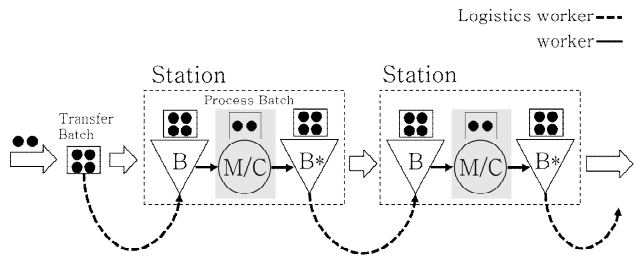 Logistics worker
worker
Station
Station
Process Batch
Transfer
Batch
B
M/C
B*
B
M/C
B*